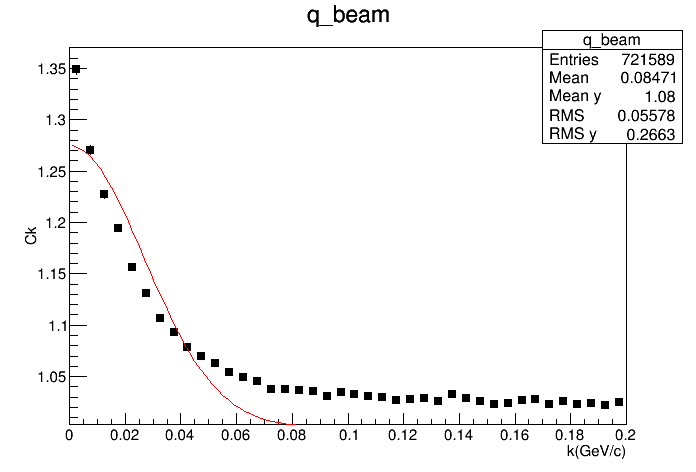 q_beam
q_beam
Entries 721589
Mean 0.08471
Mean y 1.08
RMS 0.05578
RMS y 0.2663
1.35
1.3
1.25
1.2
1.15
1.1
1.05
Ck
0 0.02 0.04 0.06 0.08 0.1 0.12 0.14 0.16 0.18 0.2
k(GeV/c)